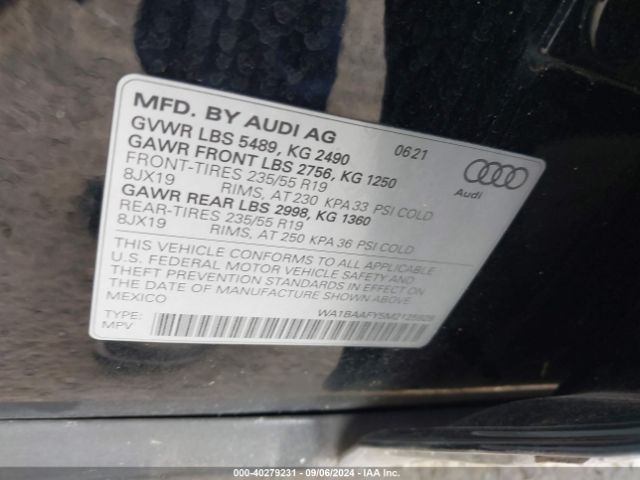 MFD. BY AUDI AG 0621
GVWR LBS 5489, KG 2490
GAWR FRONT LBS 2756, KG 1250
FRONT-TIRES 235/55 R19
8JX19 RIMS, AT 230 KPA 33 PSI COLD
GAWR REAR LBS 2998, KG 1360
REAR-TIRES 235/55 R19
8JX19 RIMS, AT 250 KPA 36 PSI COLD
Audi
THIS VEHICLE CONFORMS TO ALL APPLICABLE
U.S. FEDERAL MOTOR VEHICLE SAFETY AND
THEFT PREVENTION STANDARDS IN EFFECT ON
THE DATE OF MANUFACTURE SHOWN ABOVE.
MEXICO
TYPE:
MPV
000-40279231 - 09/06/2024 - IAA Inc.